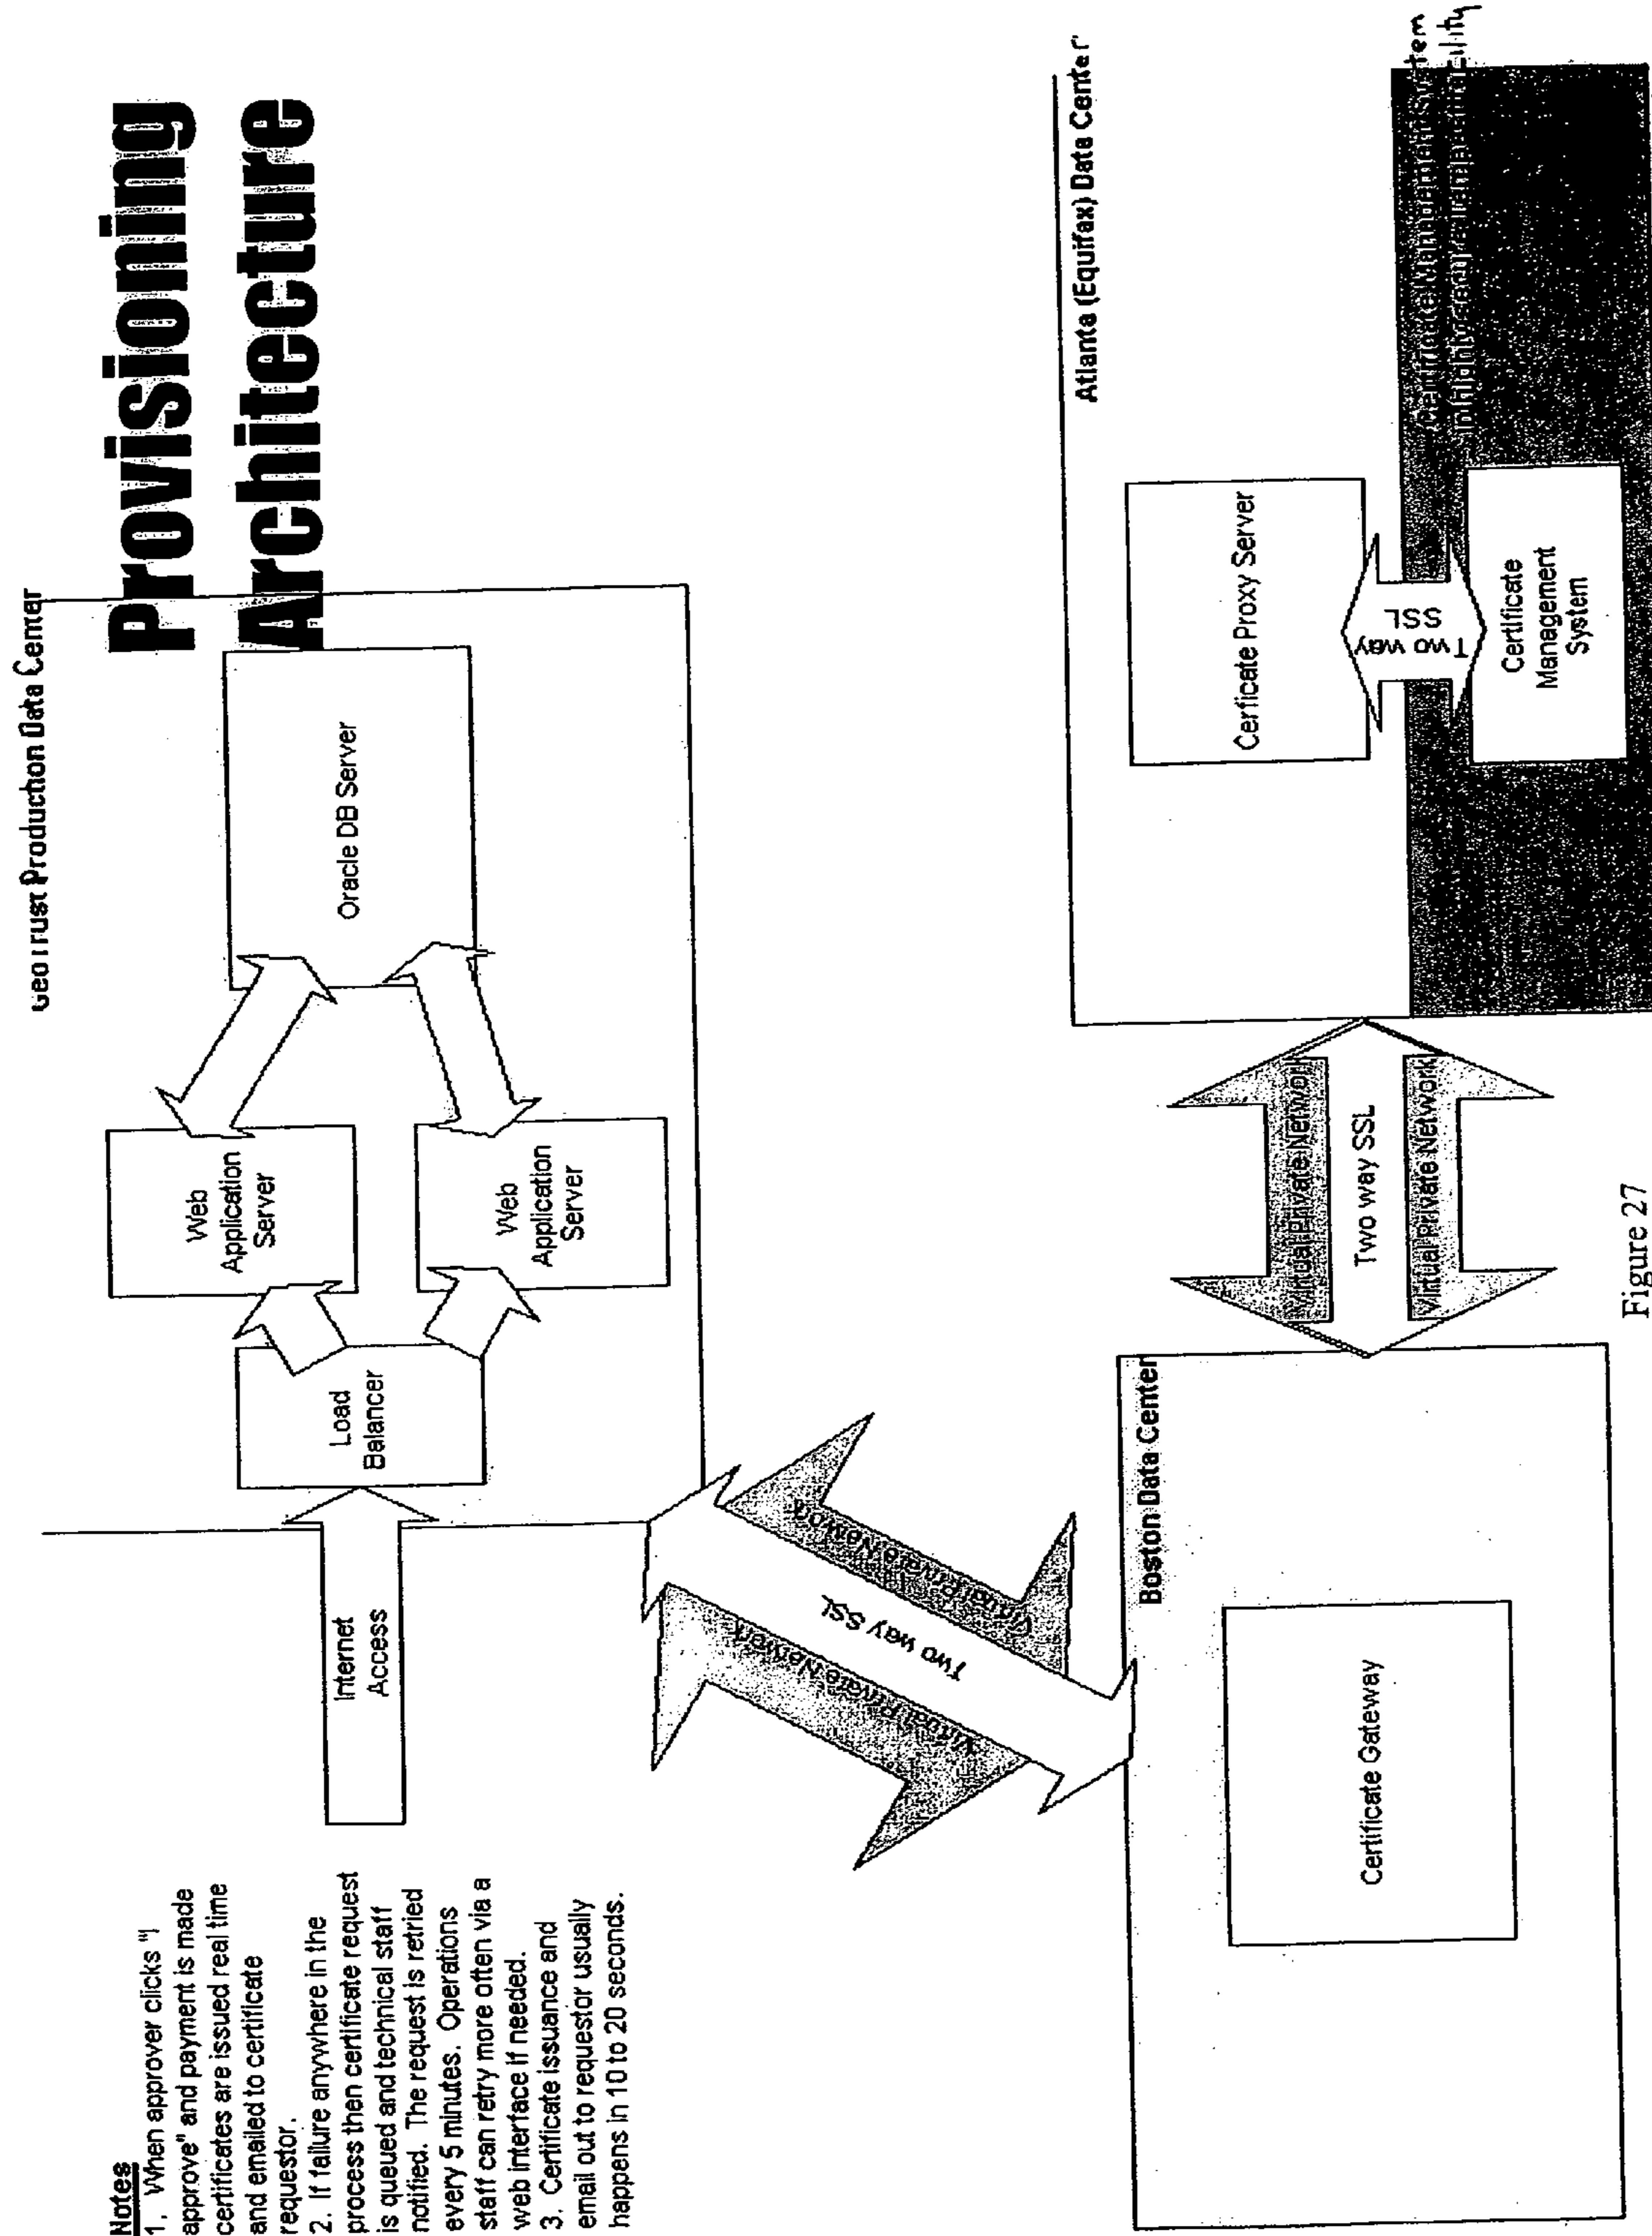 Provisioning
Architecture
GeoTrust Production Data Center
Notes
1. When approver clicks "I
approve" and payment is made
certificates are issued real time
and emailed to certificate
requestor.
2. If failure anywhere in the
process then certificate request
is queued and technical staff
notified. The request is retried
every 5 minutes. Operations
staff can retry more often via a
web interface if needed.
3. Certificate issuance and
email out to requestor usually
happens in 10 to 20 seconds.
Internet
Access
Load
Balancer
Web
Application
Server
Web
Application
Server
Oracle DB Server
Virtual Private Network
Two way SSL
Virtual Private Network
Boston Data Center
Certificate Gateway
Virtual Private Network
Two way SSL
Virtual Private Network
Atlanta (Equifax) Data Center
Cerficate Proxy Server
Two way
SSL
Certificate Management System
in highly secure
Certificate
Management
System
Figure 27